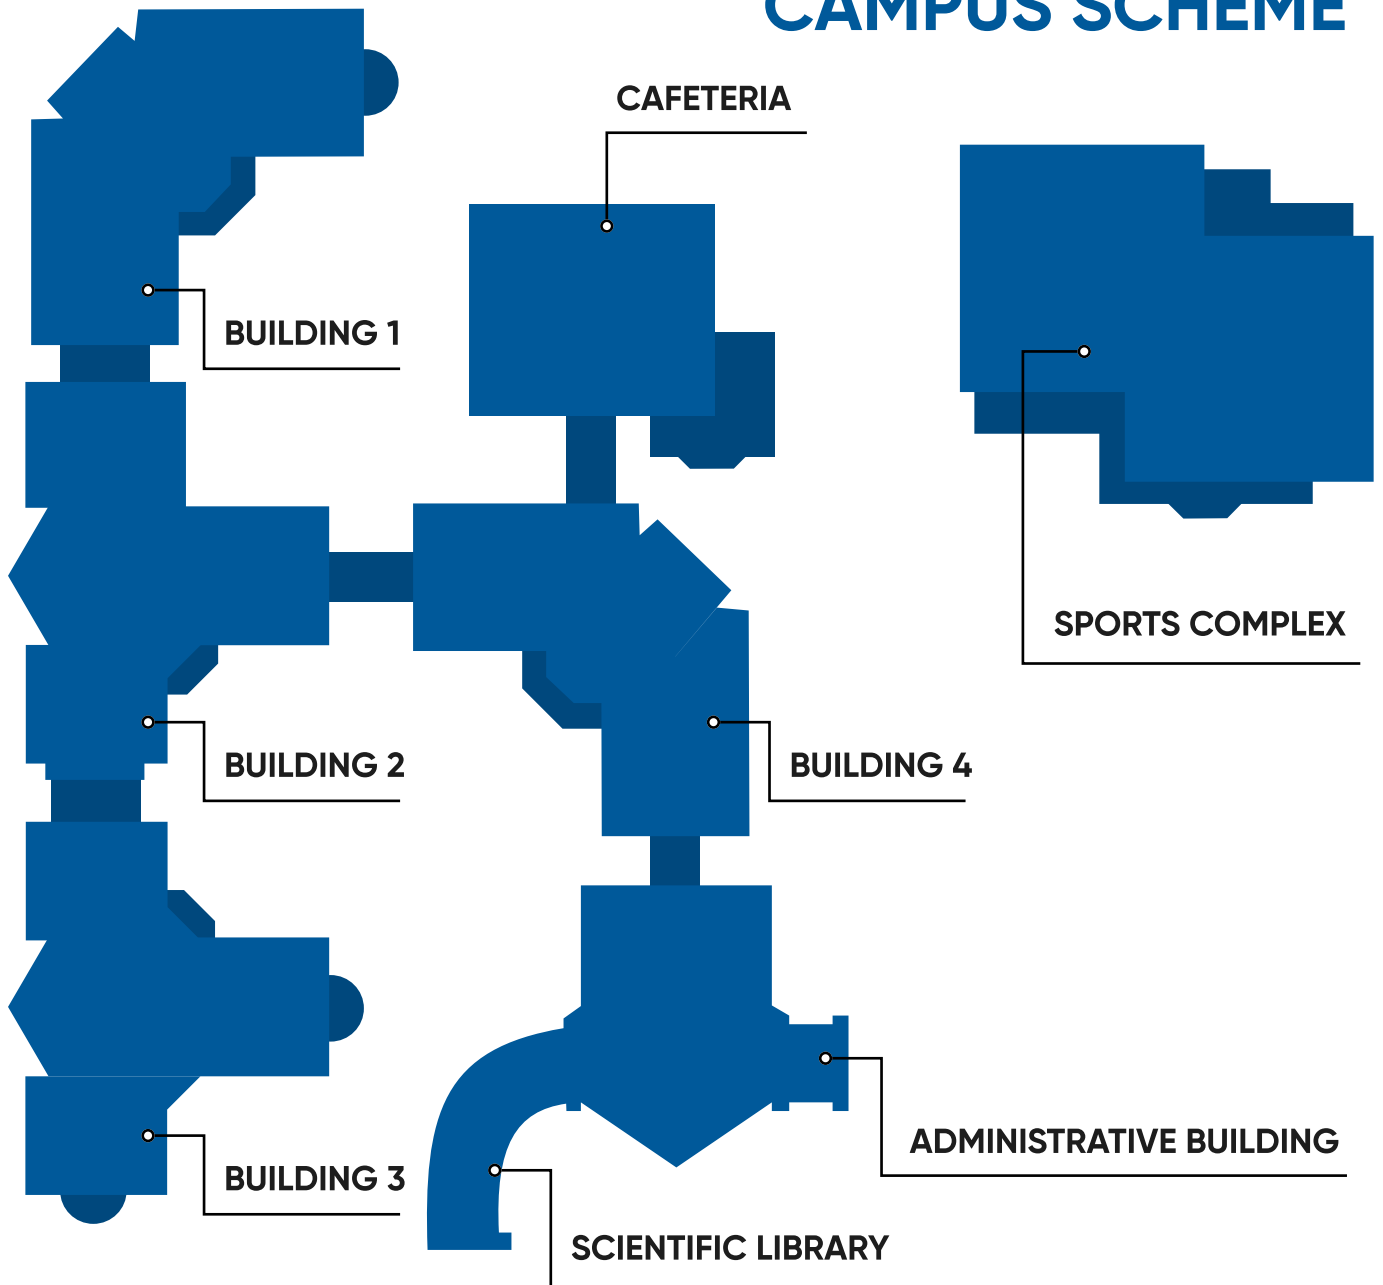 CAMPUS SCHEME
CAFETERIA
BUILDING 1
SPORTS COMPLEX
BUILDING 2
BUILDING 4
ADMINISTRATIVE BUILDING
BUILDING 3
SCIENTIFIC LIBRARY